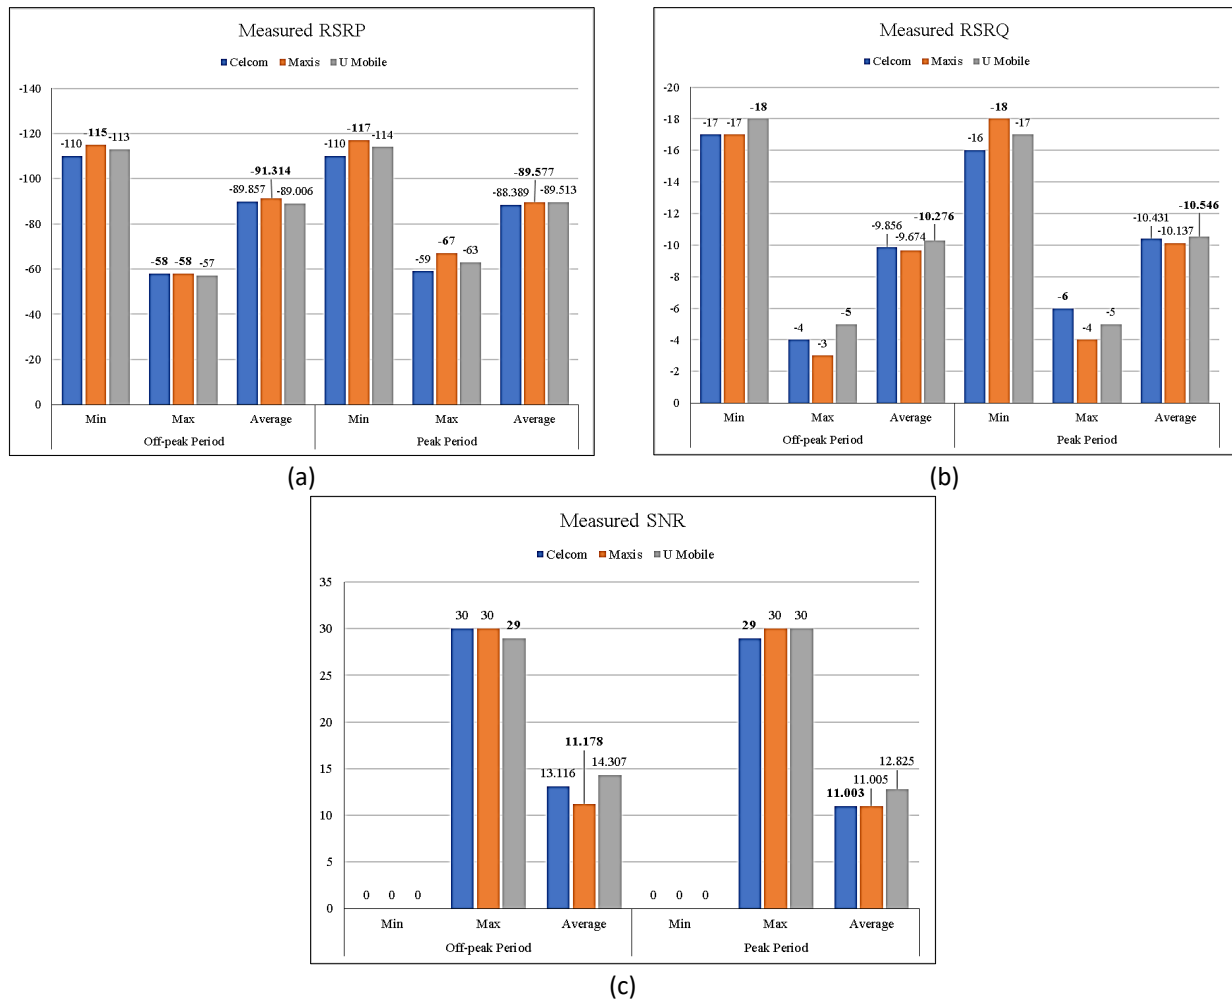 Measured RSRP
Celcom Maxis U Mobile
-140
-120
-100
-80
-60
-40
-20
0
-110 -115 -113
-58 -58 -57
-89.857 -91.314 -89.006
-110 -117 -114
-59 -67 -63
-88.389 -89.577 -89.513
Min Max Average Min Max Average
Off-peak Period Peak Period
(a)
Measured RSRQ
Celcom Maxis U Mobile
-20
-18
-16
-14
-12
-10
-8
-6
-4
-2
0
-17 -17 -18
-4 -3 -5
-9.856 -9.674 -10.276
-16 -18 -17
-6 -4 -5
-10.431 -10.137 -10.546
Min Max Average Min Max Average
Off-peak Period Peak Period
(b)
Measured SNR
Celcom Maxis U Mobile
35
30
25
20
15
10
5
0
0 0 0
30 30 29
13.116 11.178 14.307
0 0 0
29 30 30
11.003 11.005 12.825
Min Max Average Min Max Average
Off-peak Period Peak Period
(c)